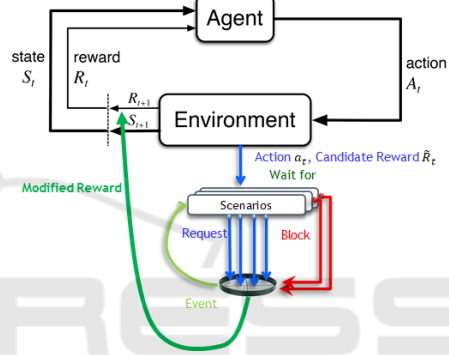 Agent
state
S_t
reward
R_t
action
A_t
R_{t+1}
S_{t+1}
Environment
Action a_t, Candidate Reward R̃_t
Wait for
Modified Reward
Scenarios
Request
Block
Event
RESS